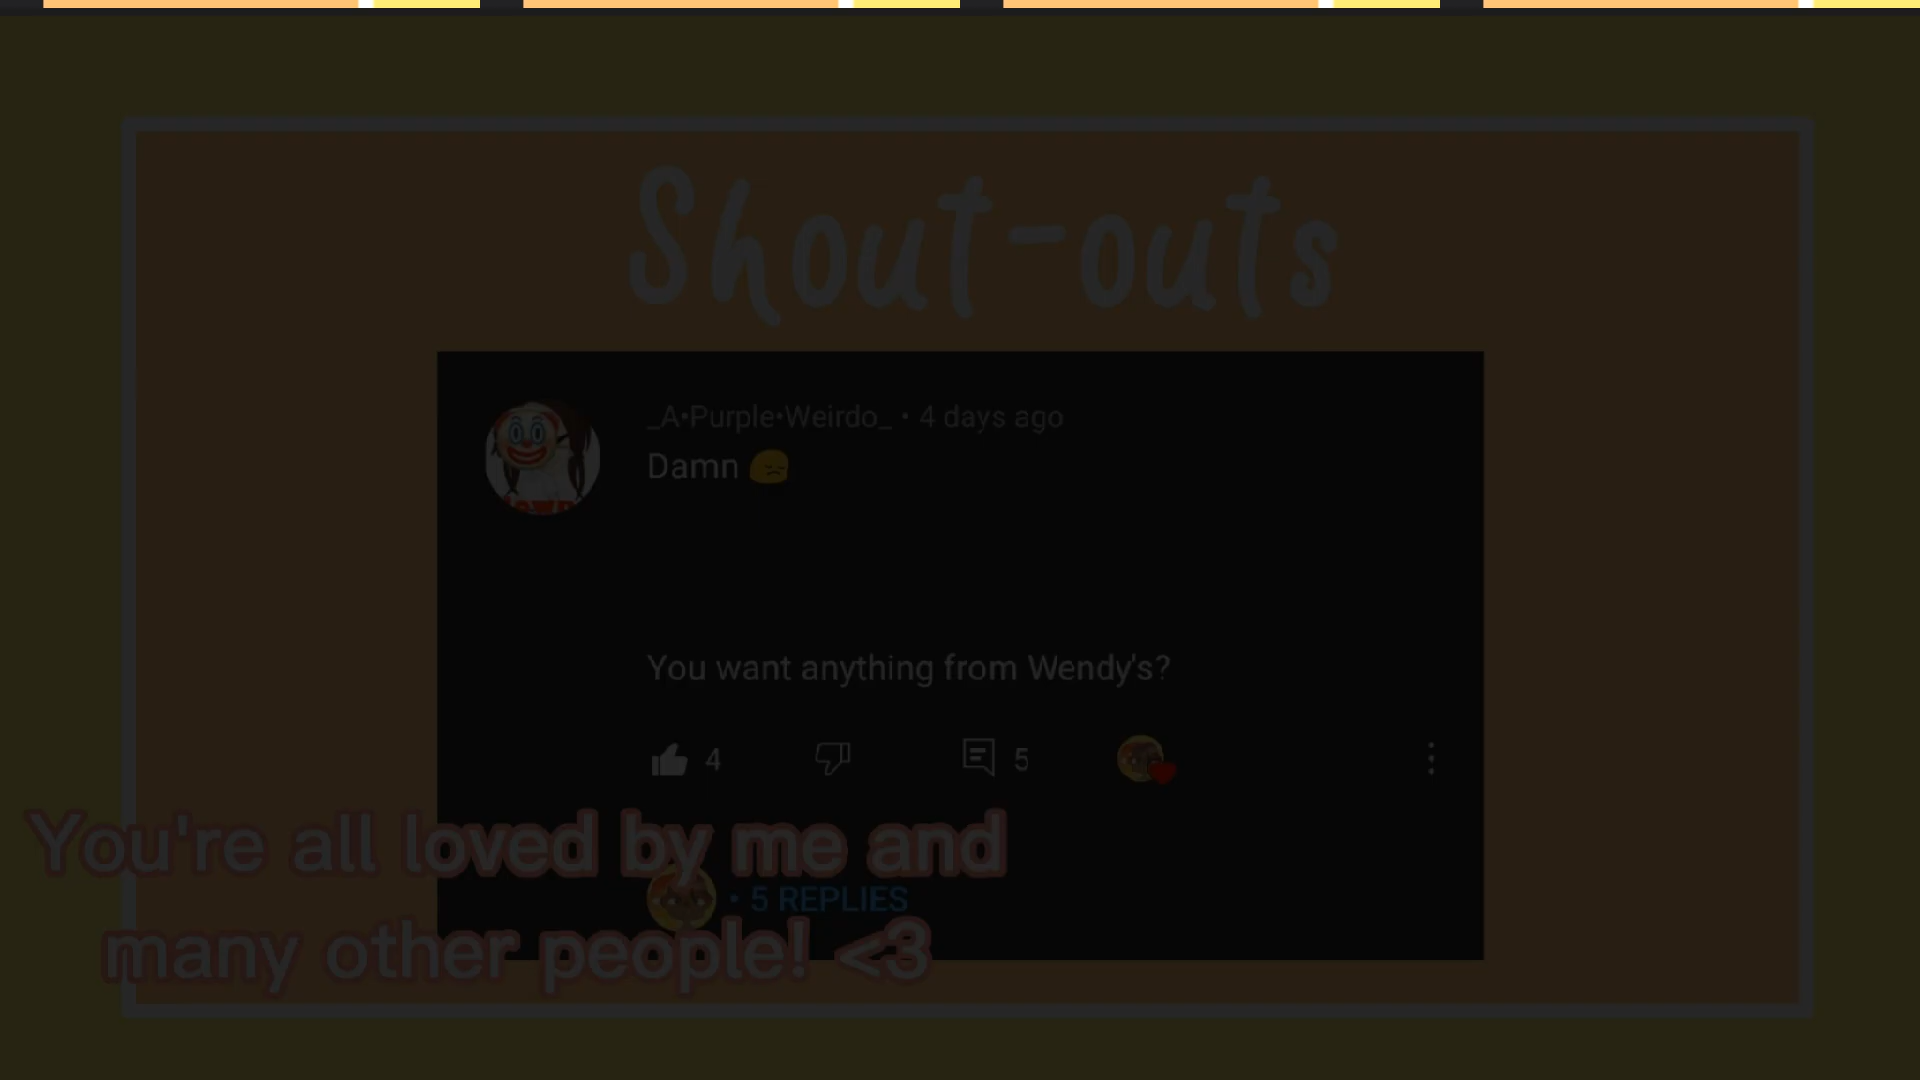 Shout-outs
_A•Purple•Weirdo_ • 4 days ago
Damn 😔
You want anything from Wendy's?
4 5
You're all loved by me and
• 5 REPLIES
many other people! <3